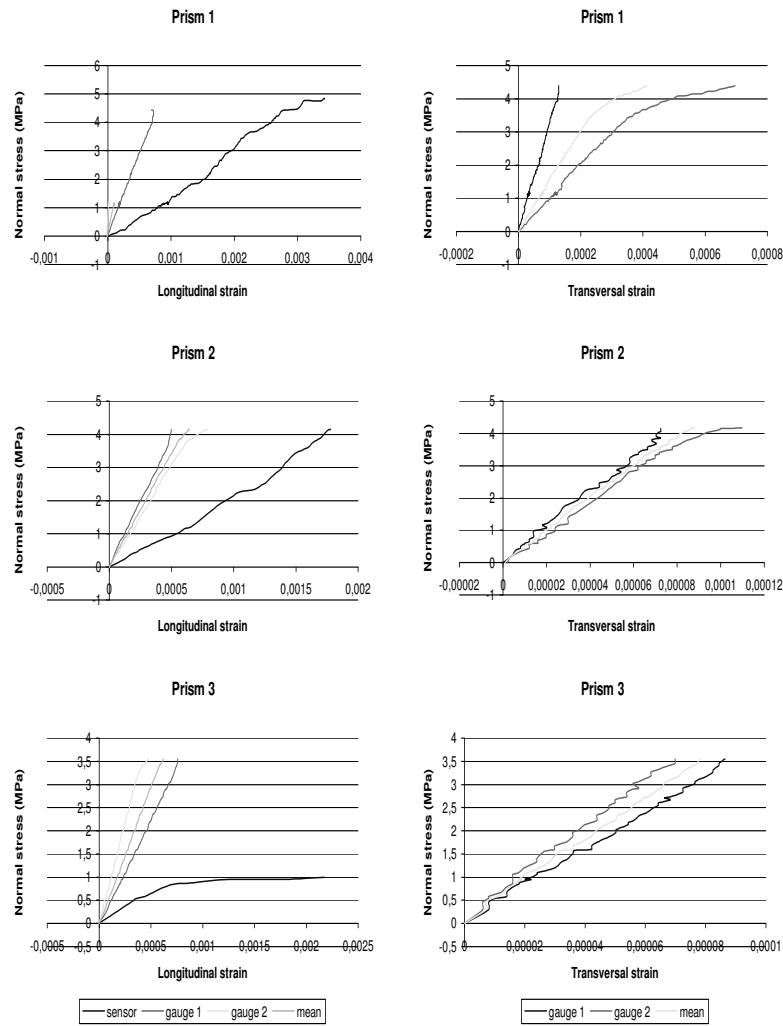 Prism 1
Normal stress (MPa)
6
5
4
3
2
1
0
-1
-0,001 0 0.001 0.002 0.003 0.004
Longitudinal strain
Prism 1
Normal stress (MPa)
5
4
3
2
1
0
-1
-0,0002 0 0,0002 0,0004 0,0006 0,0008
Transversal strain
Prism 2
Normal stress (MPa)
5
4
3
2
1
0
-1
-0,0005 0 0,0005 0,001 0,0015 0,002
Longitudinal strain
Prism 2
Normal stress (MPa)
5
4
3
2
1
0
-1
-0,00002 0 0,00002 0,00004 0,00006 0,00008 0,0001 0,00012
Transversal strain
Prism 3
Normal stress (MPa)
4
3,5
3
2,5
2
1,5
1
0,5
0
-0,5
-0,0005 0 0,0005 0,001 0,0015 0,002 0,0025
Longitudinal strain
Prism 3
Normal stress (MPa)
4
3,5
3
2,5
2
1,5
1
0,5
0
-0,5
0 0,00002 0,00004 0,00006 0,00008 0,0001
Transversal strain
sensor gauge 1 gauge 2 mean
gauge 1 gauge 2 mean